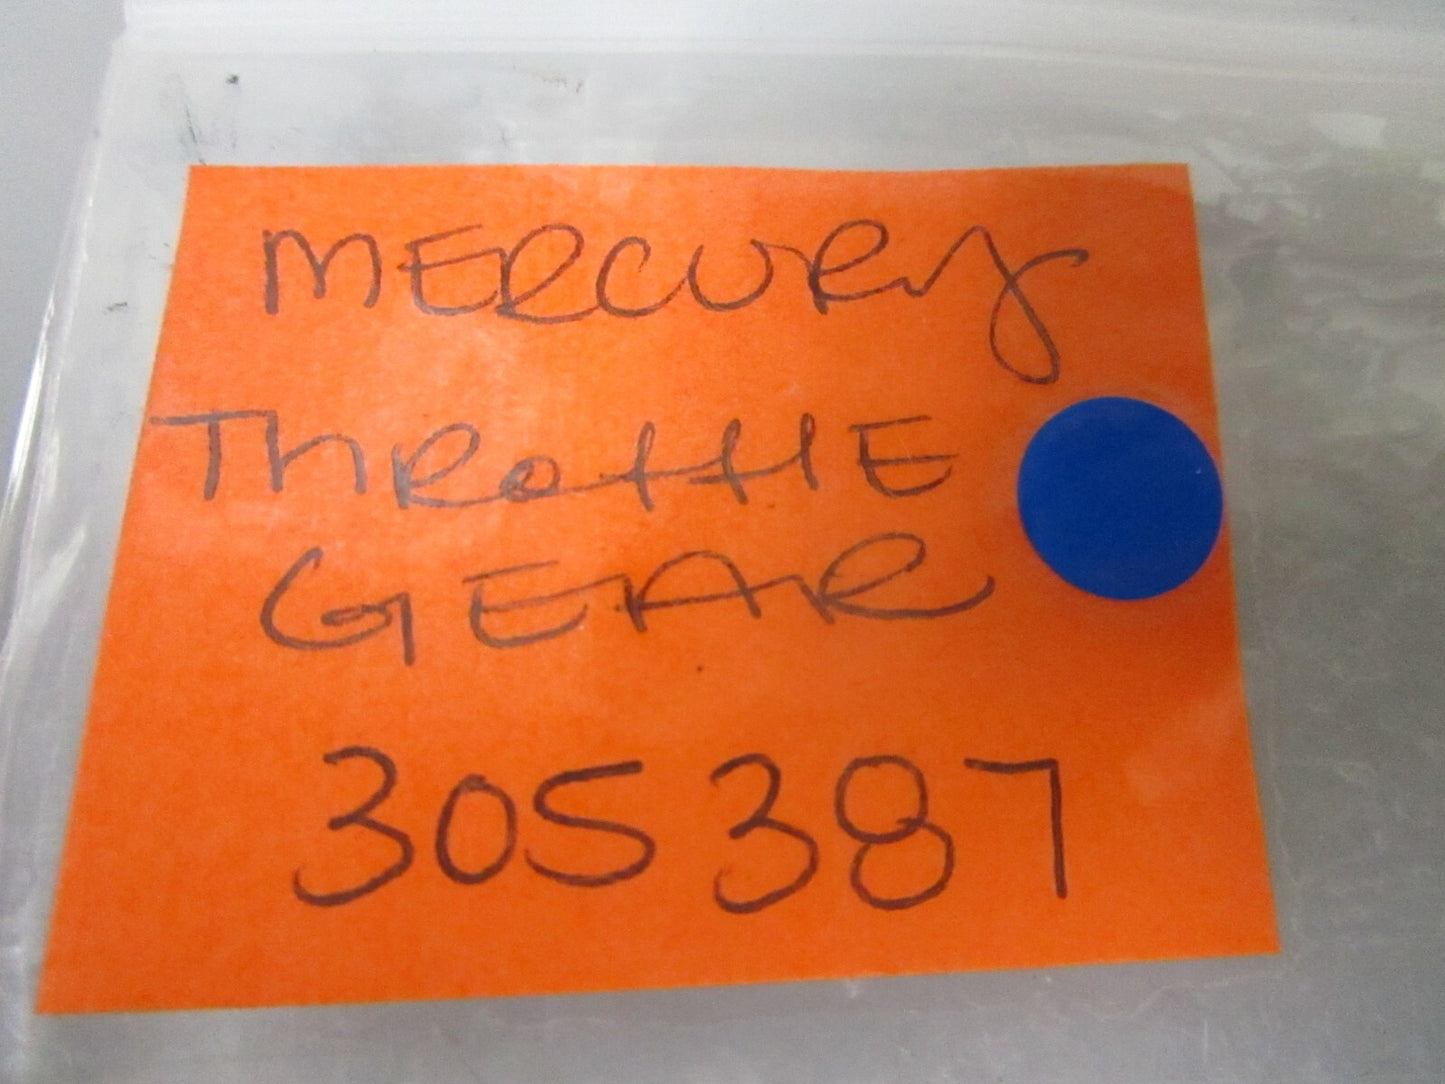 MERCURY
ThRottlE
GEAR
305387